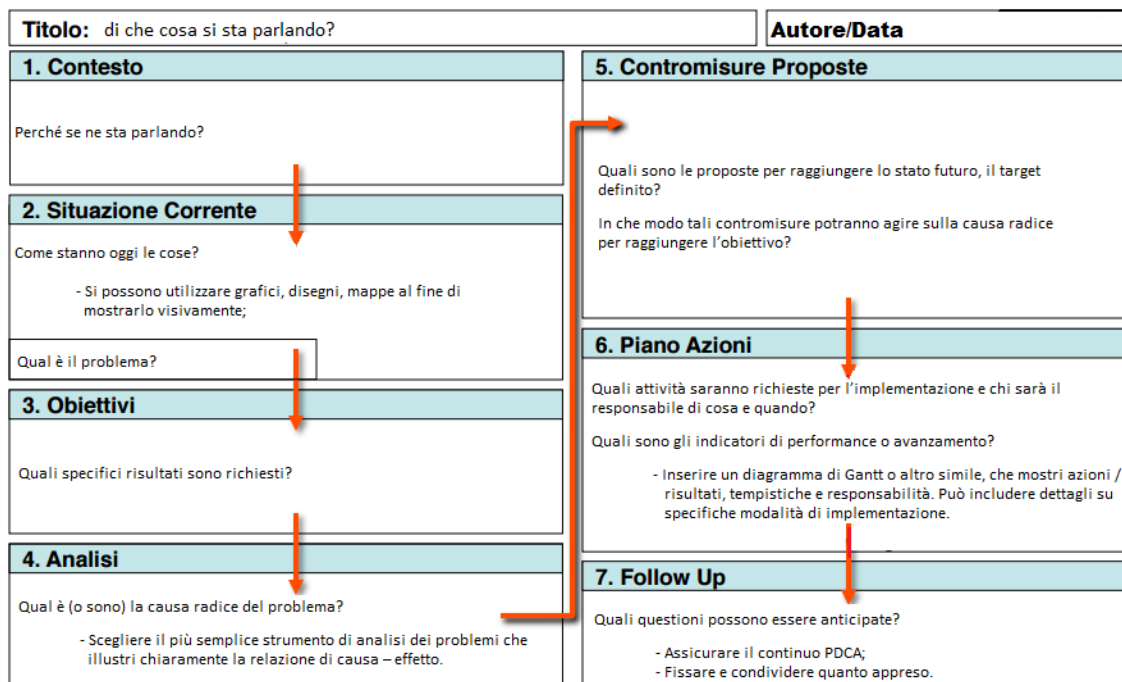 Titolo: di che cosa si sta parlando?
Autore/Data
1. Contesto
Perché se ne sta parlando?
2. Situazione Corrente
Come stanno oggi le cose?
- Si possono utilizzare grafici, disegni, mappe al fine di
mostrarlo visivamente;
Qual è il problema?
3. Obiettivi
Quali specifici risultati sono richiesti?
4. Analisi
Qual è (o sono) la causa radice del problema?
- Scegliere il più semplice strumento di analisi dei problemi che
illustri chiaramente la relazione di causa – effetto.
5. Contromisure Proposte
Quali sono le proposte per raggiungere lo stato futuro, il target
definito?
In che modo tali contromisure potranno agire sulla causa radice
per raggiungere l’obiettivo?
6. Piano Azioni
Quali attività saranno richieste per l’implementazione e chi sarà il
responsabile di cosa e quando?
Quali sono gli indicatori di performance o avanzamento?
- Inserire un diagramma di Gantt o altro simile, che mostri azioni /
risultati, tempistiche e responsabilità. Può includere dettagli su
specifiche modalità di implementazione.
7. Follow Up
Quali questioni possono essere anticipate?
- Assicurare il continuo PDCA;
- Fissare e condividere quanto appreso.